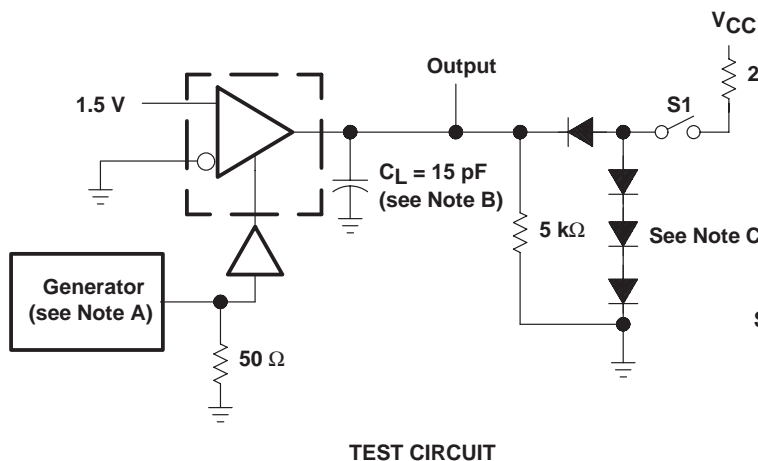 VCC
Output
2
1.5 V
S1
CL = 15 pF
(see Note B)
5 kΩ
See Note C
Generator
(see Note A)
S
50 Ω
TEST CIRCUIT